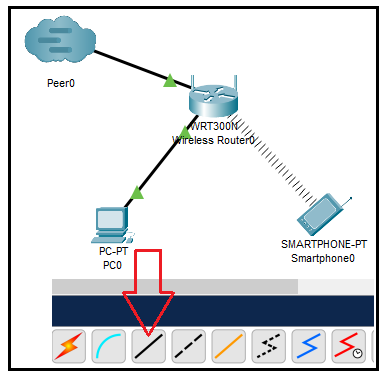 Peer0
WRT300N
Wireless Router0
PC-PT
PC0
SMARTPHONE-PT
Smartphone0